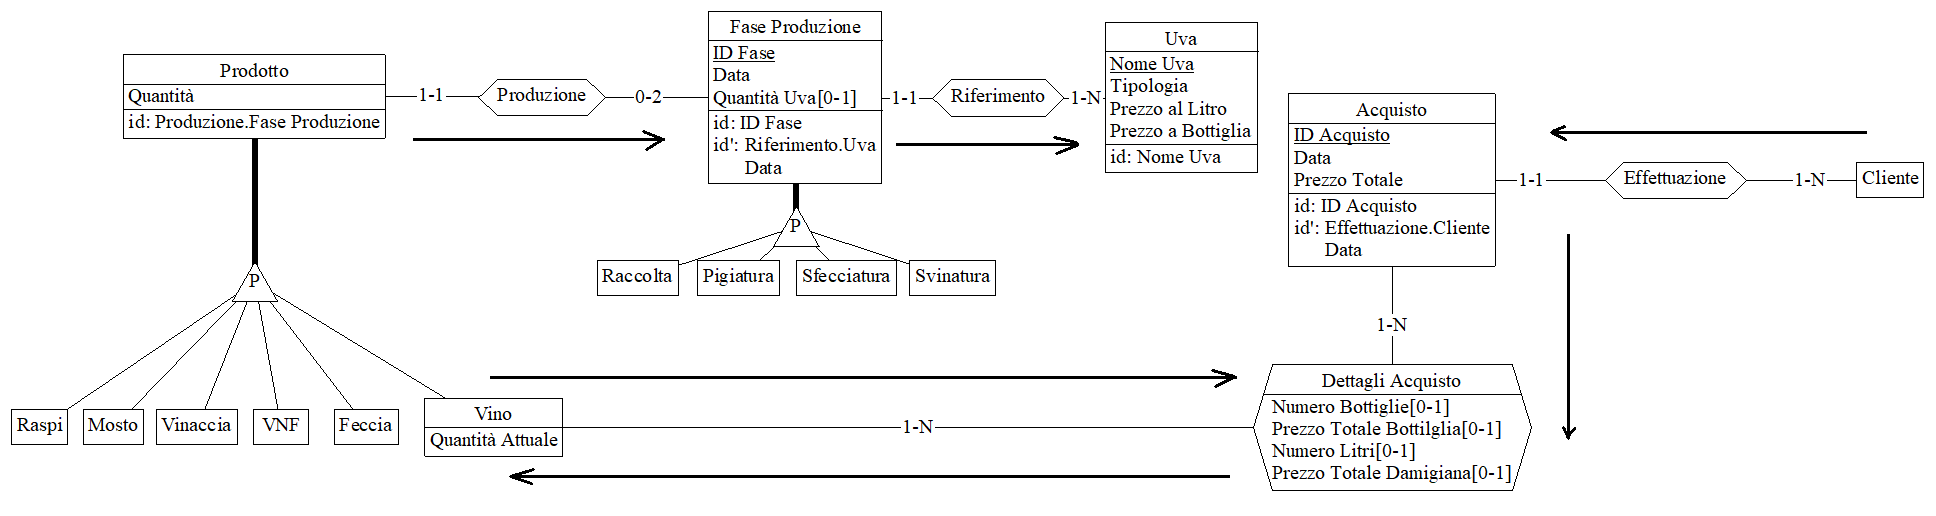 Prodotto
Quantità
id: Produzione.Fase Produzione
1-1
Produzione
0-2
Fase Produzione
ID Fase
Data
Quantità Uva[0-1]
id: ID Fase
id': Riferimento.Uva
Data
1-1
Riferimento
1-N
Uva
Nome Uva
Tipologia
Prezzo al Litro
Prezzo a Bottiglia
id: Nome Uva
Acquisto
ID Acquisto
Data
Prezzo Totale
id: ID Acquisto
id': Effettuazione.Cliente
Data
1-1
Effettuazione
1-N
Cliente
P
Raccolta
Pigiatura
Sfecciatura
Svinatura
P
Raspi
Mosto
Vinaccia
VNF
Feccia
Vino
Quantità Attuale
1-N
1-N
Dettagli Acquisto
Numero Bottiglie[0-1]
Prezzo Totale Bottilglia[0-1]
Numero Litri[0-1]
Prezzo Totale Damigiana[0-1]